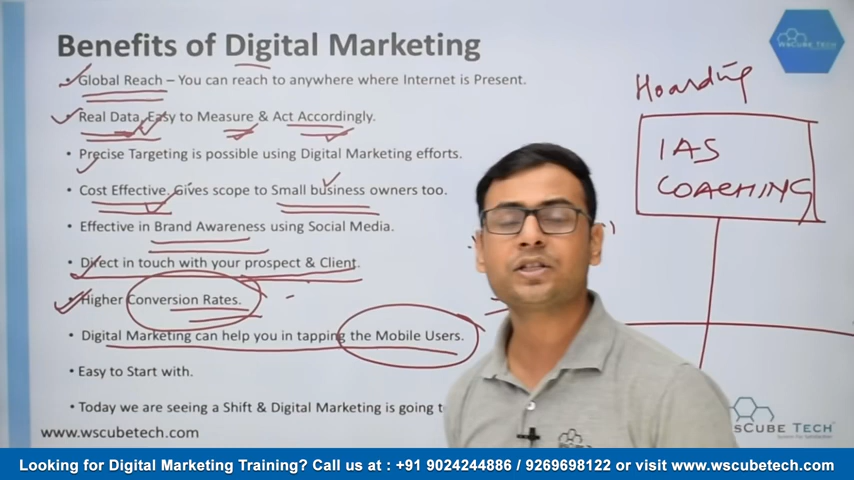 Benefits of Digital Marketing
WSCUBE TECH
• Global Reach – You can reach to anywhere where Internet is Present.
Hoarding
• Real Data, Easy to Measure & Act Accordingly.
IAS
COACHING
• Precise Targeting is possible using Digital Marketing efforts.
• Cost Effective. Gives scope to Small business owners too.
• Effective in Brand Awareness using Social Media.
• Direct in touch with your prospect & Client.
• Higher Conversion Rates.
• Digital Marketing can help you in tapping the Mobile Users.
• Easy to Start with.
• Today we are seeing a Shift & Digital Marketing is going t
www.wscubetech.com
sCUBE TECH
Looking for Digital Marketing Training? Call us at : +91 9024244886 / 9269698122 or visit www.wscubetech.com